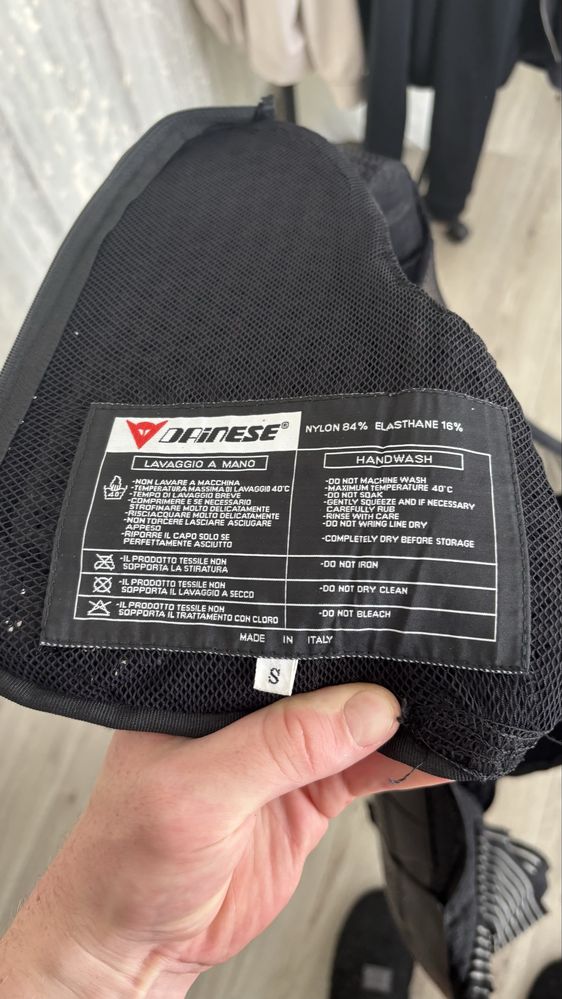 DAINESE®
NYLON 84% ELASTHANE 16%
LAVAGGIO A MANO
-NON LAVARE A MACCHINA
-TEMPERATURA MASSIMA DI LAVAGGIO 40°C
-TEMPO DI LAVAGGIO BREVE
-COMPRIMERE E SE NECESSARIO
STROFINARE MOLTO DELICATAMENTE
-RISCIACQUARE MOLTO DELICATAMENTE
-NON TORCERE LASCIARE ASCIUGARE
APPESO
-RIPORRE IL CAPO SOLO SE
PERFETTAMENTE ASCIUTTO
40°
-IL PRODOTTO TESSILE NON
SOPPORTA LA STIRATURA
-IL PRODOTTO TESSILE NON
SOPPORTA IL LAVAGGIO A SECCO
-IL PRODOTTO TESSILE NON
SOPPORTA IL TRATTAMENTO CON CLORO
HANDWASH
-DO NOT MACHINE WASH
-MAXIMUM TEMPERATURE 40°C
-DO NOT SOAK
-GENTLY SQUEEZE AND IF NECESSARY
CAREFULLY RUB
-RINSE WITH CARE
-DO NOT WRING LINE DRY
-COMPLETELY DRY BEFORE STORAGE
-DO NOT IRON
-DO NOT DRY CLEAN
-DO NOT BLEACH
MADE IN ITALY
S